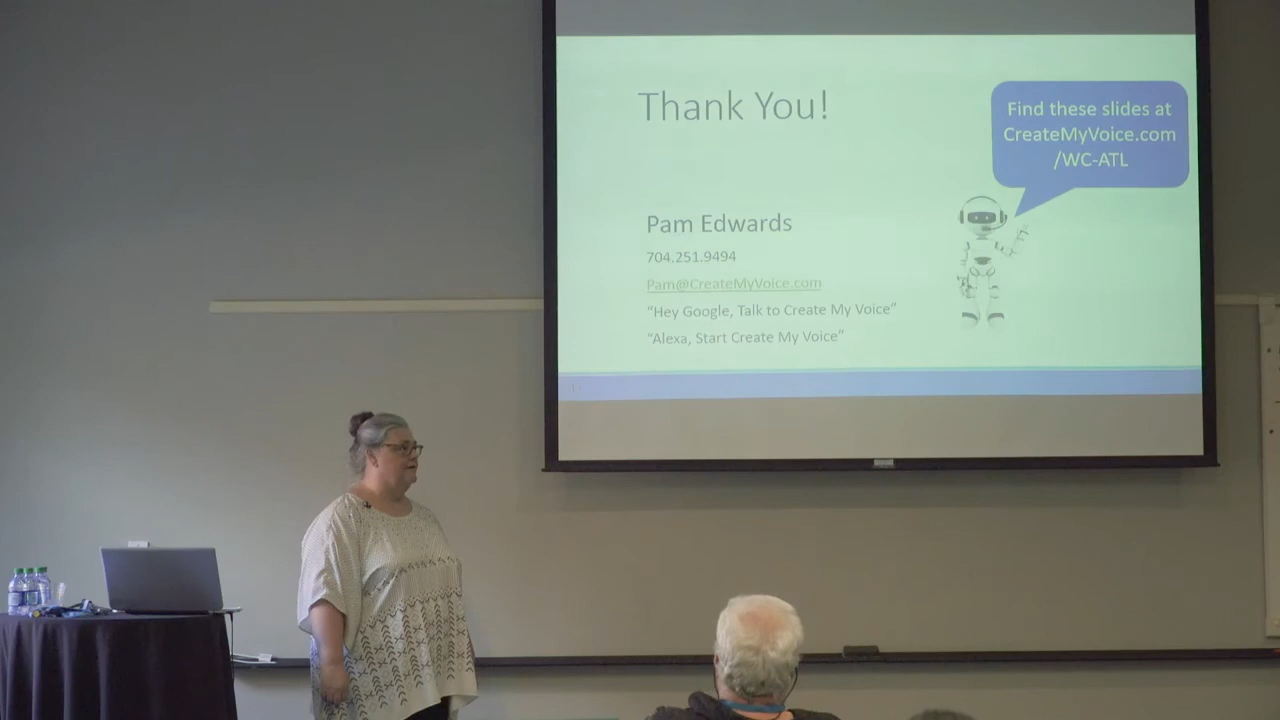 Thank You!
Find these slides at
CreateMyVoice.com
/WC-ATL
Pam Edwards
704.251.9494
Pam@CreateMyVoice.com
“Hey Google, Talk to Create My Voice”
“Alexa, Start Create My Voice”